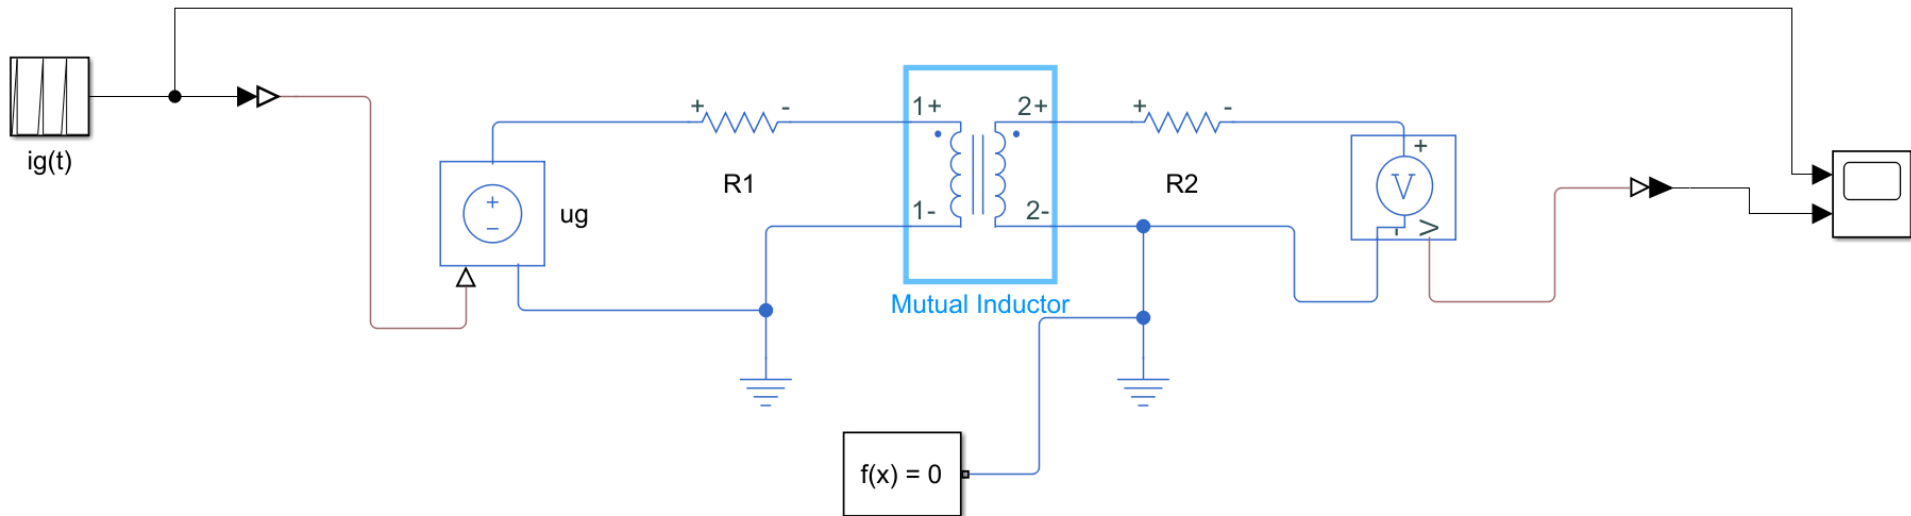 ig(t)
+ -
R1
+
−
ug
1+ 2+
1- 2-
Mutual Inductor
+ -
R2
+
V
- V
f(x) = 0